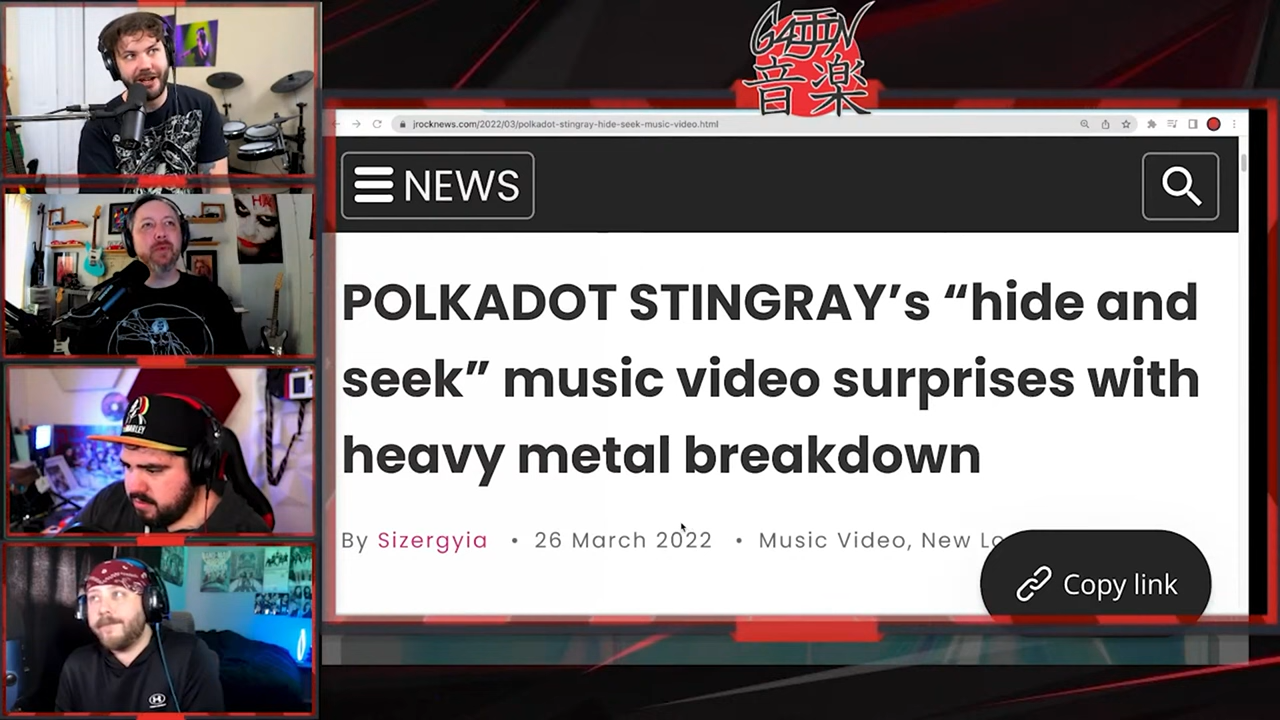 GAIJIN
音楽
jrocknews.com/2022/03/polkadot-stingray-hide-seek-music-video.html
NEWS
POLKADOT STINGRAY’s “hide and
seek” music video surprises with
heavy metal breakdown
By Sizergyia • 26 March 2022 • Music Video, New Lo
Copy link
HA